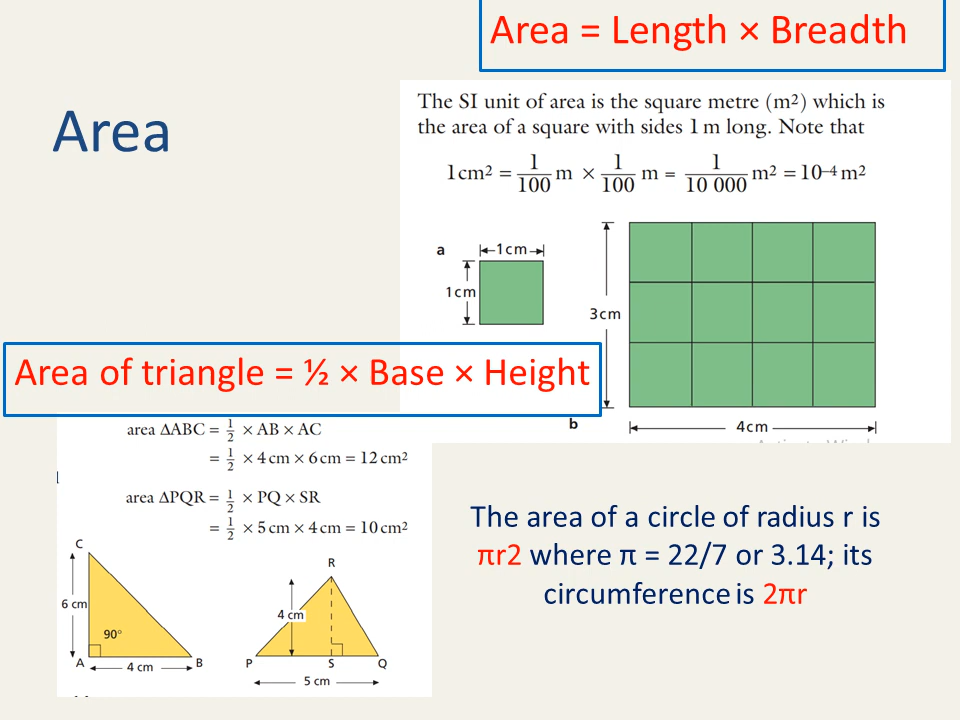 Area = Length × Breadth
Area
The SI unit of area is the square metre (m2) which is
the area of a square with sides 1 m long. Note that
1 cm2 = 1/100 m × 1/100 m = 1/10 000 m2 = 10–4 m2
a
1 cm
1 cm
3 cm
b
4 cm
Area of triangle = ½ × Base × Height
area ΔABC = 1/2 × AB × AC
= 1/2 × 4 cm × 6 cm = 12 cm2
area ΔPQR = 1/2 × PQ × SR
= 1/2 × 5 cm × 4 cm = 10 cm2
C
6 cm
90°
A
4 cm
B
R
4 cm
P
S
Q
5 cm
The area of a circle of radius r is
πr2 where π = 22/7 or 3.14; its
circumference is 2πr